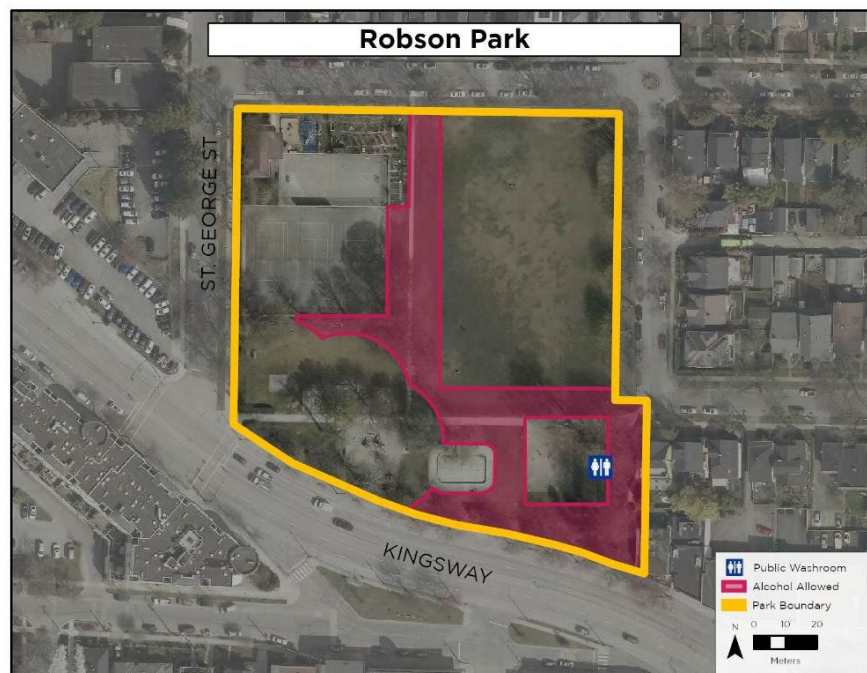 Robson Park
ST. GEORGE ST
KINGSWAY
Public Washroom
Alcohol Allowed
Park Boundary
N
0 10 20
Meters